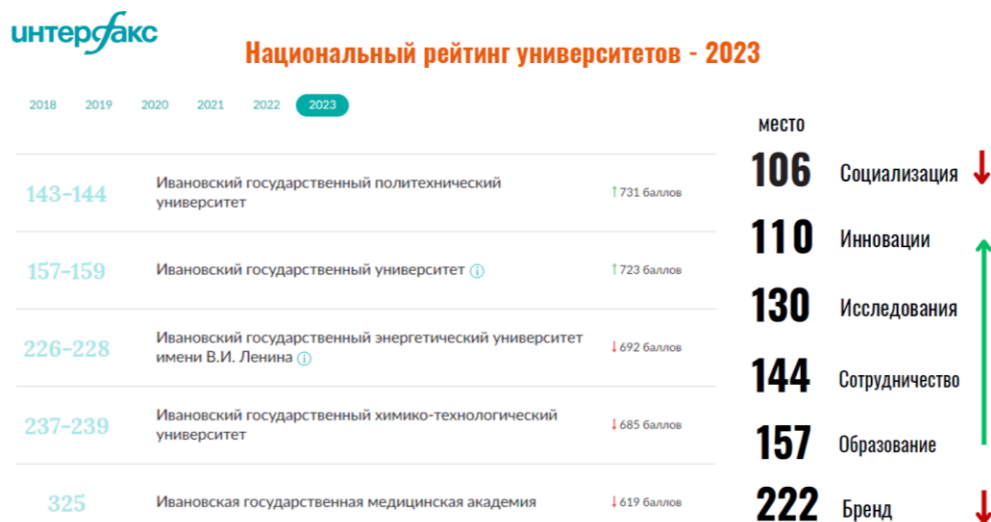 интерфакс
Национальный рейтинг университетов - 2023
2018 2019 2020 2021 2022 2023
143–144
Ивановский государственный политехнический
университет
↑731 баллов
157–159
Ивановский государственный университет
↑723 баллов
226–228
Ивановский государственный энергетический университет
имени В.И. Ленина
↓692 баллов
237–239
Ивановский государственный химико-технологический
университет
↓685 баллов
325
Ивановская государственная медицинская академия
↓619 баллов
место
106 Социализация
110 Инновации
130 Исследования
144 Сотрудничество
157 Образование
222 Бренд